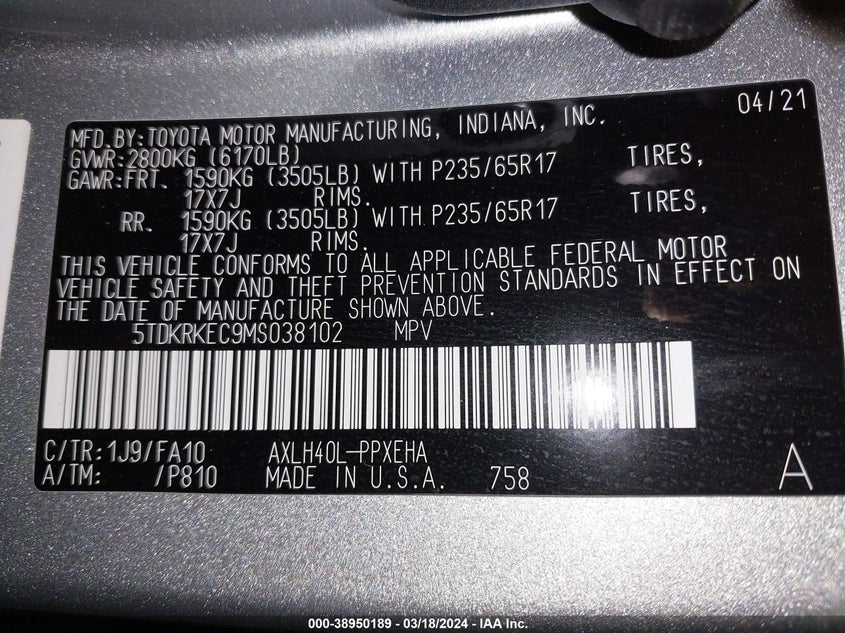 04/21
MFD.BY:TOYOTA MOTOR MANUFACTURING, INDIANA, INC.
GVWR:2800KG (6170LB)
GAWR:FRT. 1590KG (3505LB) WITH P235/65R17 TIRES,
17X7J RIMS.
RR. 1590KG (3505LB) WITH P235/65R17 TIRES,
17X7J RIMS.
THIS VEHICLE CONFORMS TO ALL APPLICABLE FEDERAL MOTOR
VEHICLE SAFETY AND THEFT PREVENTION STANDARDS IN EFFECT ON
THE DATE OF MANUFACTURE SHOWN ABOVE.
5TDKRKEC9MS038102 MPV
C/TR:1J9/FA10 AXLH40L-PPXEHA
A/TM: /P810 MADE IN U.S.A. 758 A
000-38950189 - 03/18/2024 - IAA Inc.